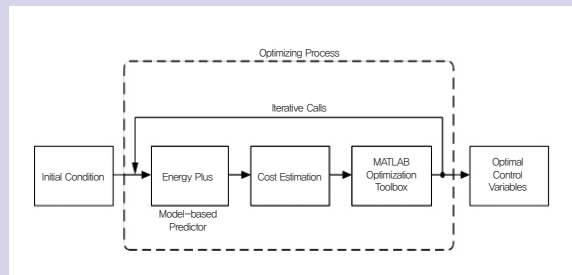 Optimizing Process
Iterative Calls
Initial Condition
Energy Plus
Cost Estimation
MATLAB
Optimization
Toolbox
Optimal
Control
Variables
Model-based
Predictor